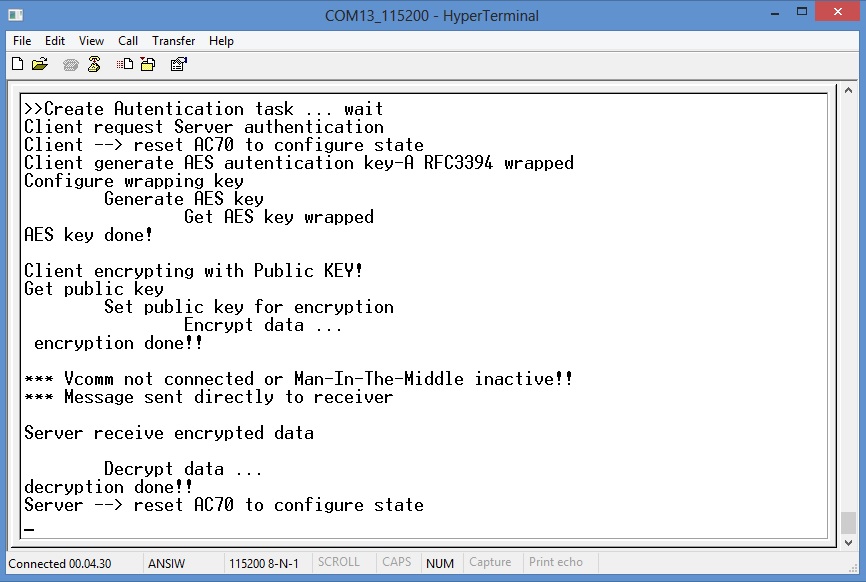 COM13_115200 - HyperTerminal
File Edit View Call Transfer Help
>>Create Autentication task ... wait
Client request Server authentication
Client --> reset AC70 to configure state
Client generate AES autentication key-A RFC3394 wrapped
Configure wrapping key
Generate AES key
Get AES key wrapped
AES key done!
Client encrypting with Public KEY!
Get public key
Set public key for encryption
Encrypt data ...
encryption done!!
*** Vcomm not connected or Man-In-The-Middle inactive!!
*** Message sent directly to receiver
Server receive encrypted data
Decrypt data ...
decryption done!!
Server --> reset AC70 to configure state
_
Connected 00.04.30 ANSIW 115200 8-N-1 SCROLL CAPS NUM Capture Print echo